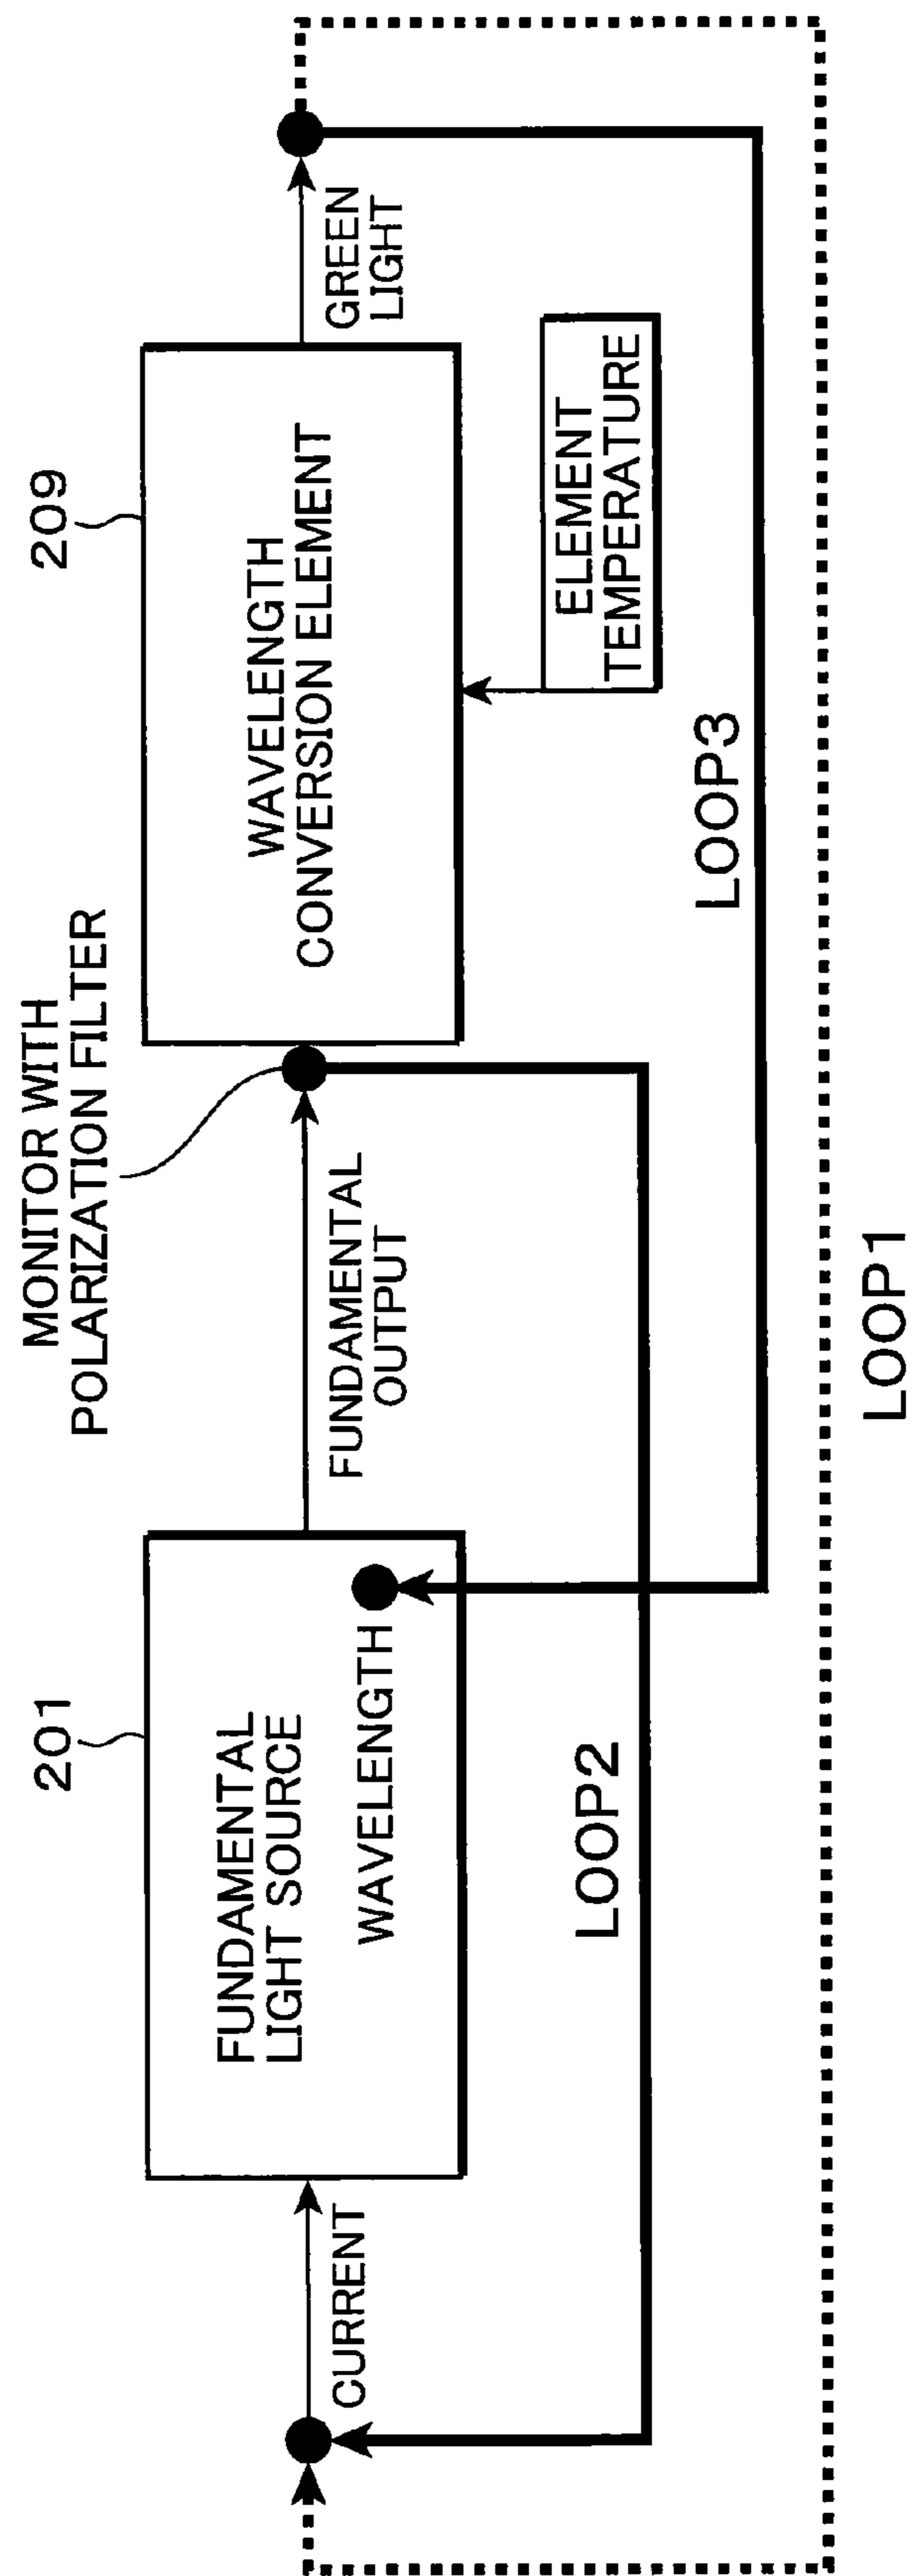 201
209
MONITOR WITH
POLARIZATION FILTER
CURRENT
FUNDAMENTAL
LIGHT SOURCE
WAVELENGTH
FUNDAMENTAL
OUTPUT
WAVELENGTH
CONVERSION ELEMENT
GREEN
LIGHT
ELEMENT
TEMPERATURE
LOOP2
LOOP3
LOOP1